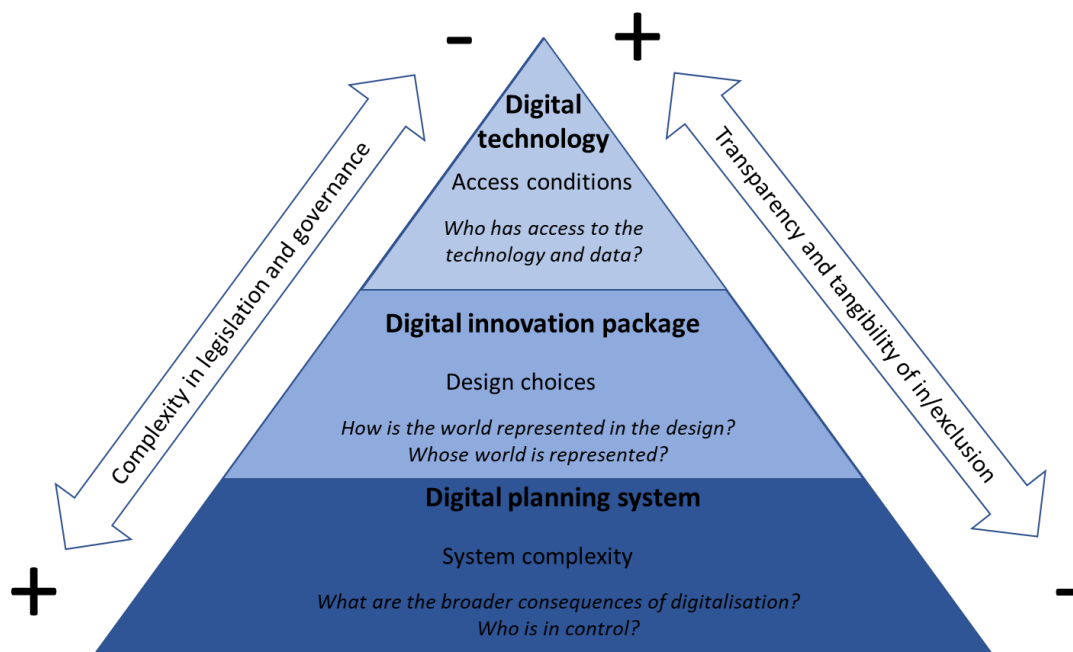 -
+
Digital
technology
Access conditions
Who has access to the
technology and data?
Complexity in legislation and governance
Transparency and tangibility of in/exclusion
Digital innovation package
Design choices
How is the world represented in the design?
Whose world is represented?
Digital planning system
System complexity
What are the broader consequences of digitalisation?
Who is in control?
+
-